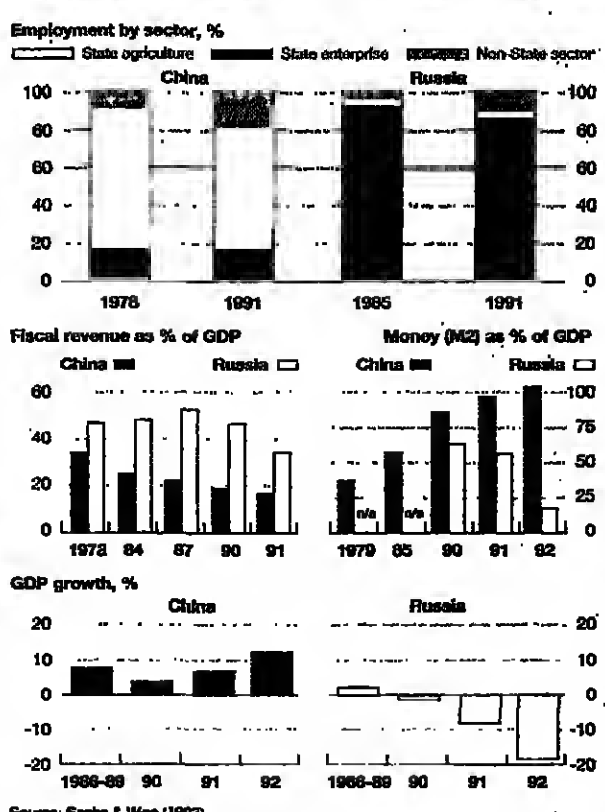 Employment by sector, %
State agriculture State enterprise Non-State sector
China Russia
100 100
80 80
60 60
40 40
20 20
0 0
1978 1991 1985 1991
Fiscal revenue as % of GDP Money (M2) as % of GDP
China Russia China Russia
60 100
40 75
20 50
0 25
0
n/a n/a
1978 84 87 90 91 1979 85 90 91 92
GDP growth, %
China Russia
20 20
10 10
0 0
-10 -10
-20 -20
90 91 92 90 91 92
Source: